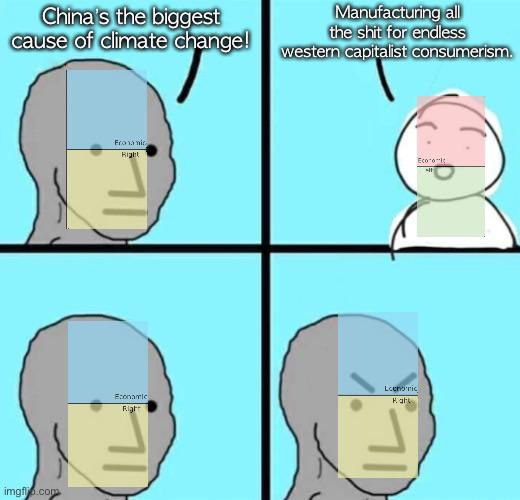 China's the biggest
cause of climate change!
Manufacturing all
the shit for endless
western capitalist consumerism.
Economic
Right
Economic
Left
Economic
Right
Economic
Right
imgflip.com